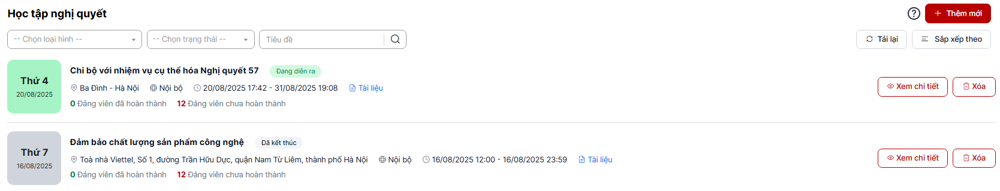 Học tập nghị quyết
? + Thêm mới
-- Chọn loại hình -- -- Chọn trạng thái -- Tiêu đề Tải lại Sắp xếp theo
Thứ 4
20/08/2025
Chi bộ với nhiệm vụ cụ thể hóa Nghị quyết 57 Đang diễn ra
Ba Đình - Hà Nội Nội bộ 20/08/2025 17:42 - 31/08/2025 19:08 Tài liệu
0 Đảng viên đã hoàn thành 12 Đảng viên chưa hoàn thành
Xem chi tiết Xóa
Thứ 7
16/08/2025
Đảm bảo chất lượng sản phẩm công nghệ Đã kết thúc
Toà nhà Viettel, Số 1, đường Trần Hữu Dực, quận Nam Từ Liêm, thành phố Hà Nội Nội bộ 16/08/2025 12:00 - 16/08/2025 23:59 Tài liệu
0 Đảng viên đã hoàn thành 12 Đảng viên chưa hoàn thành
Xem chi tiết Xóa